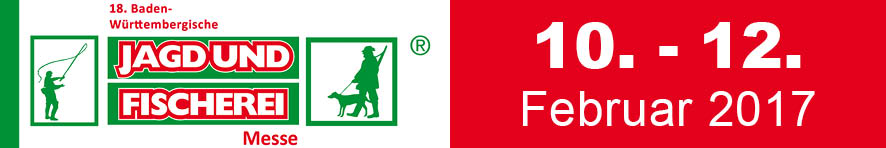 18. Baden-
Württembergische
JAGD UND
FISCHEREI
Messe
®
10. - 12.
Februar 2017